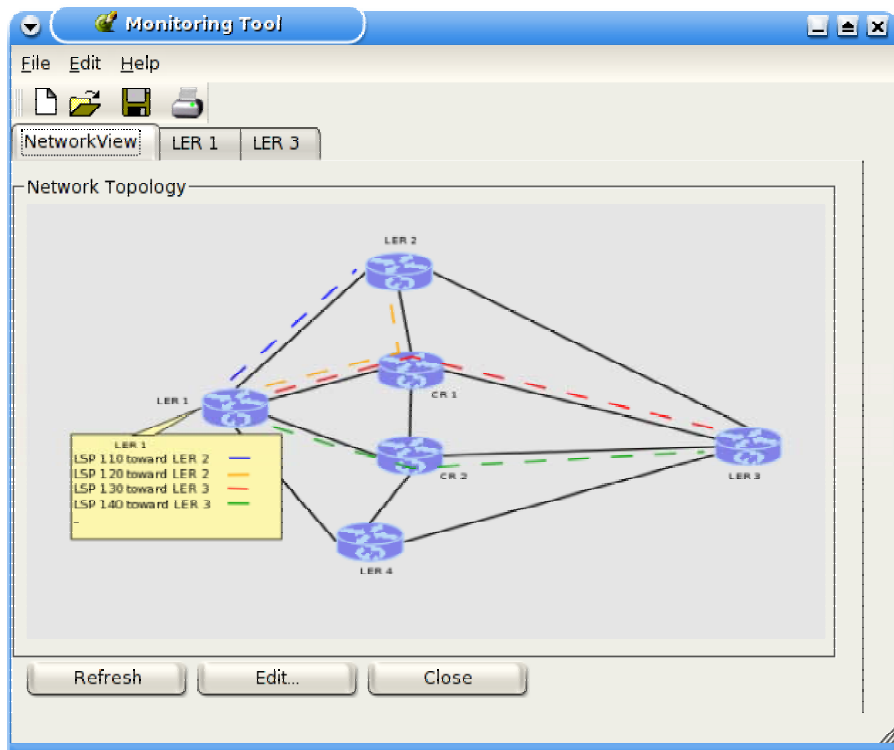 Monitoring Tool
File Edit Help
NetworkView LER 1 LER 3
Network Topology
LER 2
LER 1
CR 1
LER 1
LSP 110 toward LER 2
LSP 120 toward LER 2
LSP 130 toward LER 3
LSP 140 toward LER 3
CR 2
LER 3
LER 4
Refresh Edit... Close